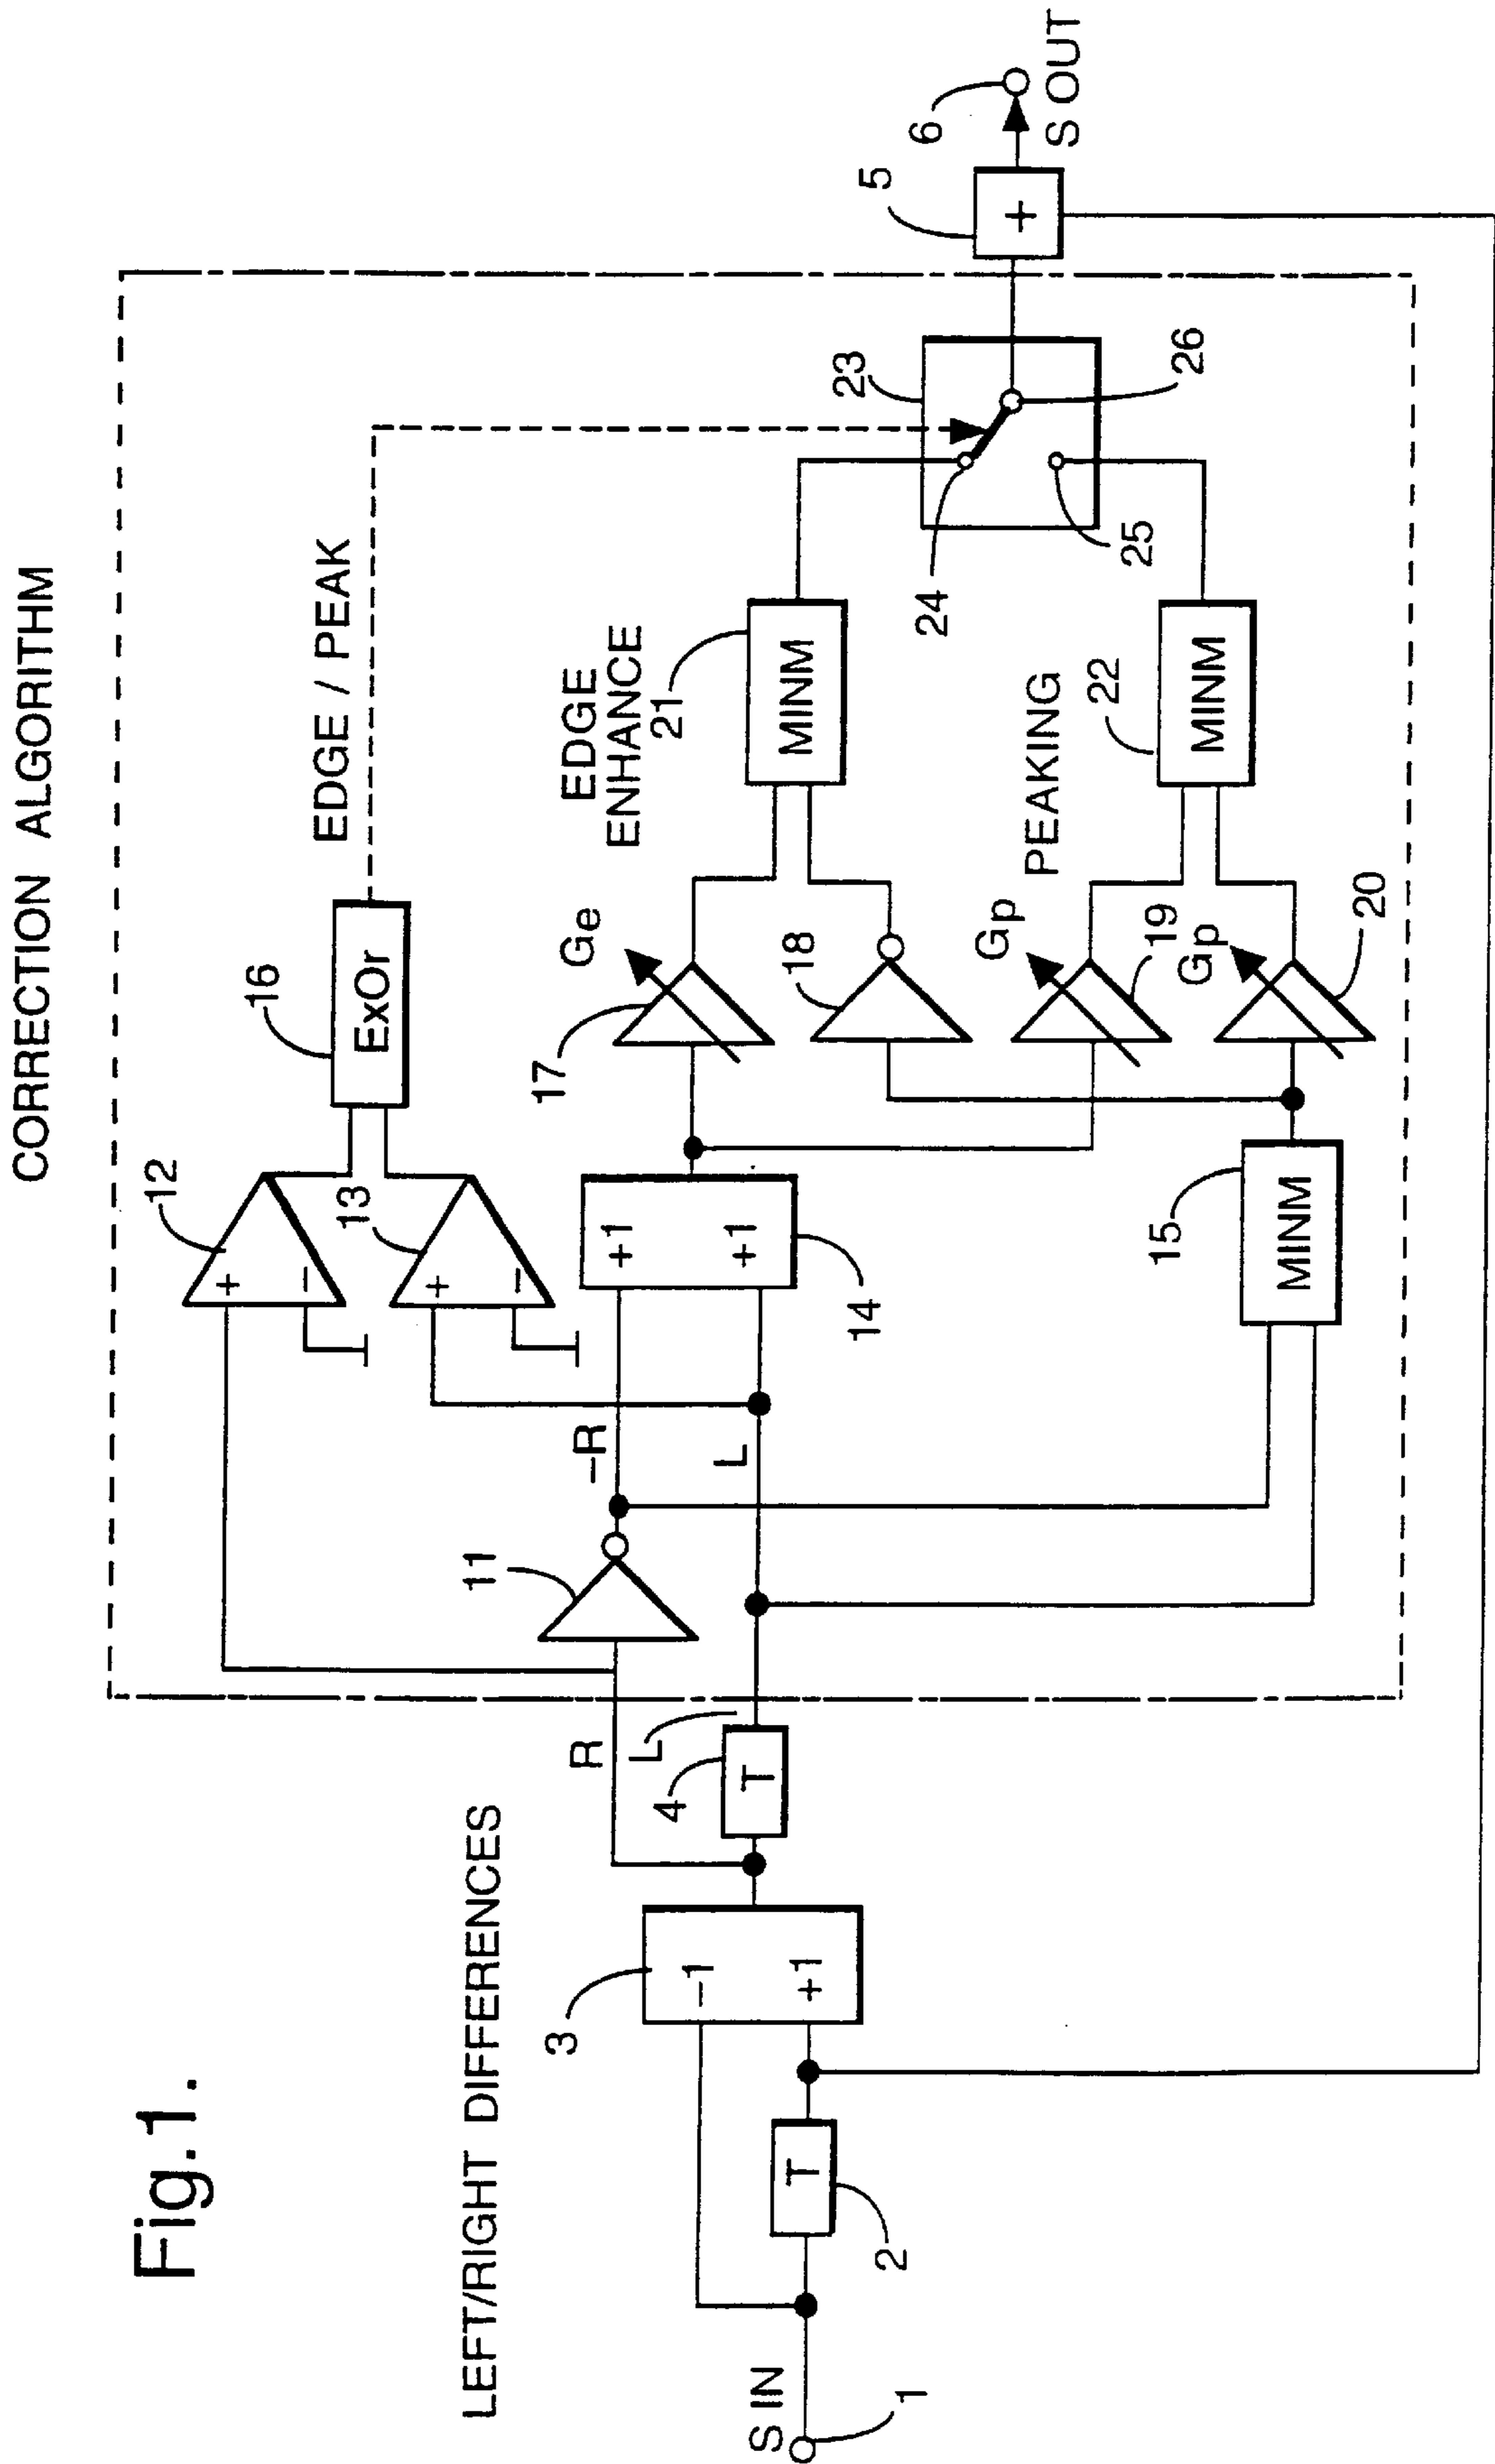 Fig.1.
CORRECTION ALGORITHM
LEFT/RIGHT DIFFERENCES
S IN
1
2
T
3
–1
+1
4
T
R
L
11
–R
L
12
+
–
13
+
–
14
+1
+1
15
MINM
16
ExOr
EDGE / PEAK
17
Ge
18
Gp
19
Gp
20
EDGE
ENHANCE
21
MINM
PEAKING
22
MINM
23
24
25
26
5
+
6
S OUT